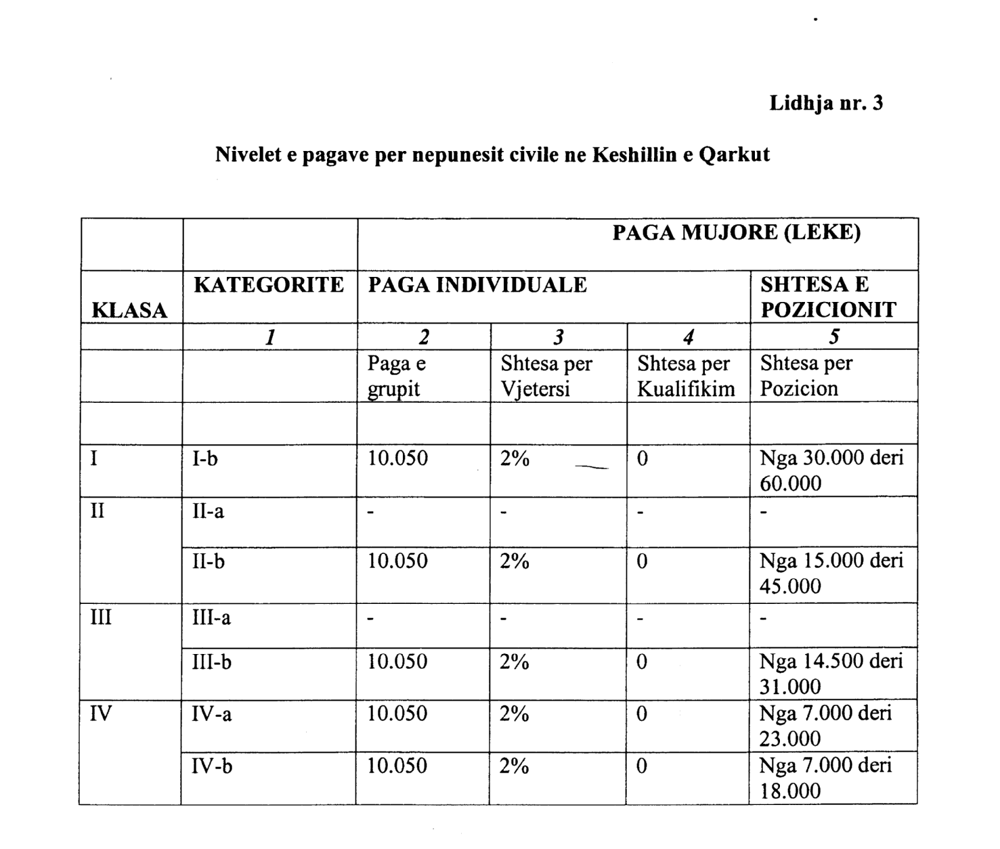 Lidhja nr. 3
Nivelet e pagave per nepunesit civile ne Keshillin e Qarkut
PAGA MUJORE (LEKE)
KLASA
KATEGORITE
PAGA INDIVIDUALE
SHTESA E
POZICIONIT
1
2
3
4
5
Paga e
grupit
Shtesa per
Vjetersi
Shtesa per
Kualifikim
Shtesa per
Pozicion
I
I-b
10.050
2%
0
Nga 30.000 deri
60.000
II
II-a
-
-
-
-
II-b
10.050
2%
0
Nga 15.000 deri
45.000
III
III-a
-
-
-
-
III-b
10.050
2%
0
Nga 14.500 deri
31.000
IV
IV-a
10.050
2%
0
Nga 7.000 deri
23.000
IV-b
10.050
2%
0
Nga 7.000 deri
18.000